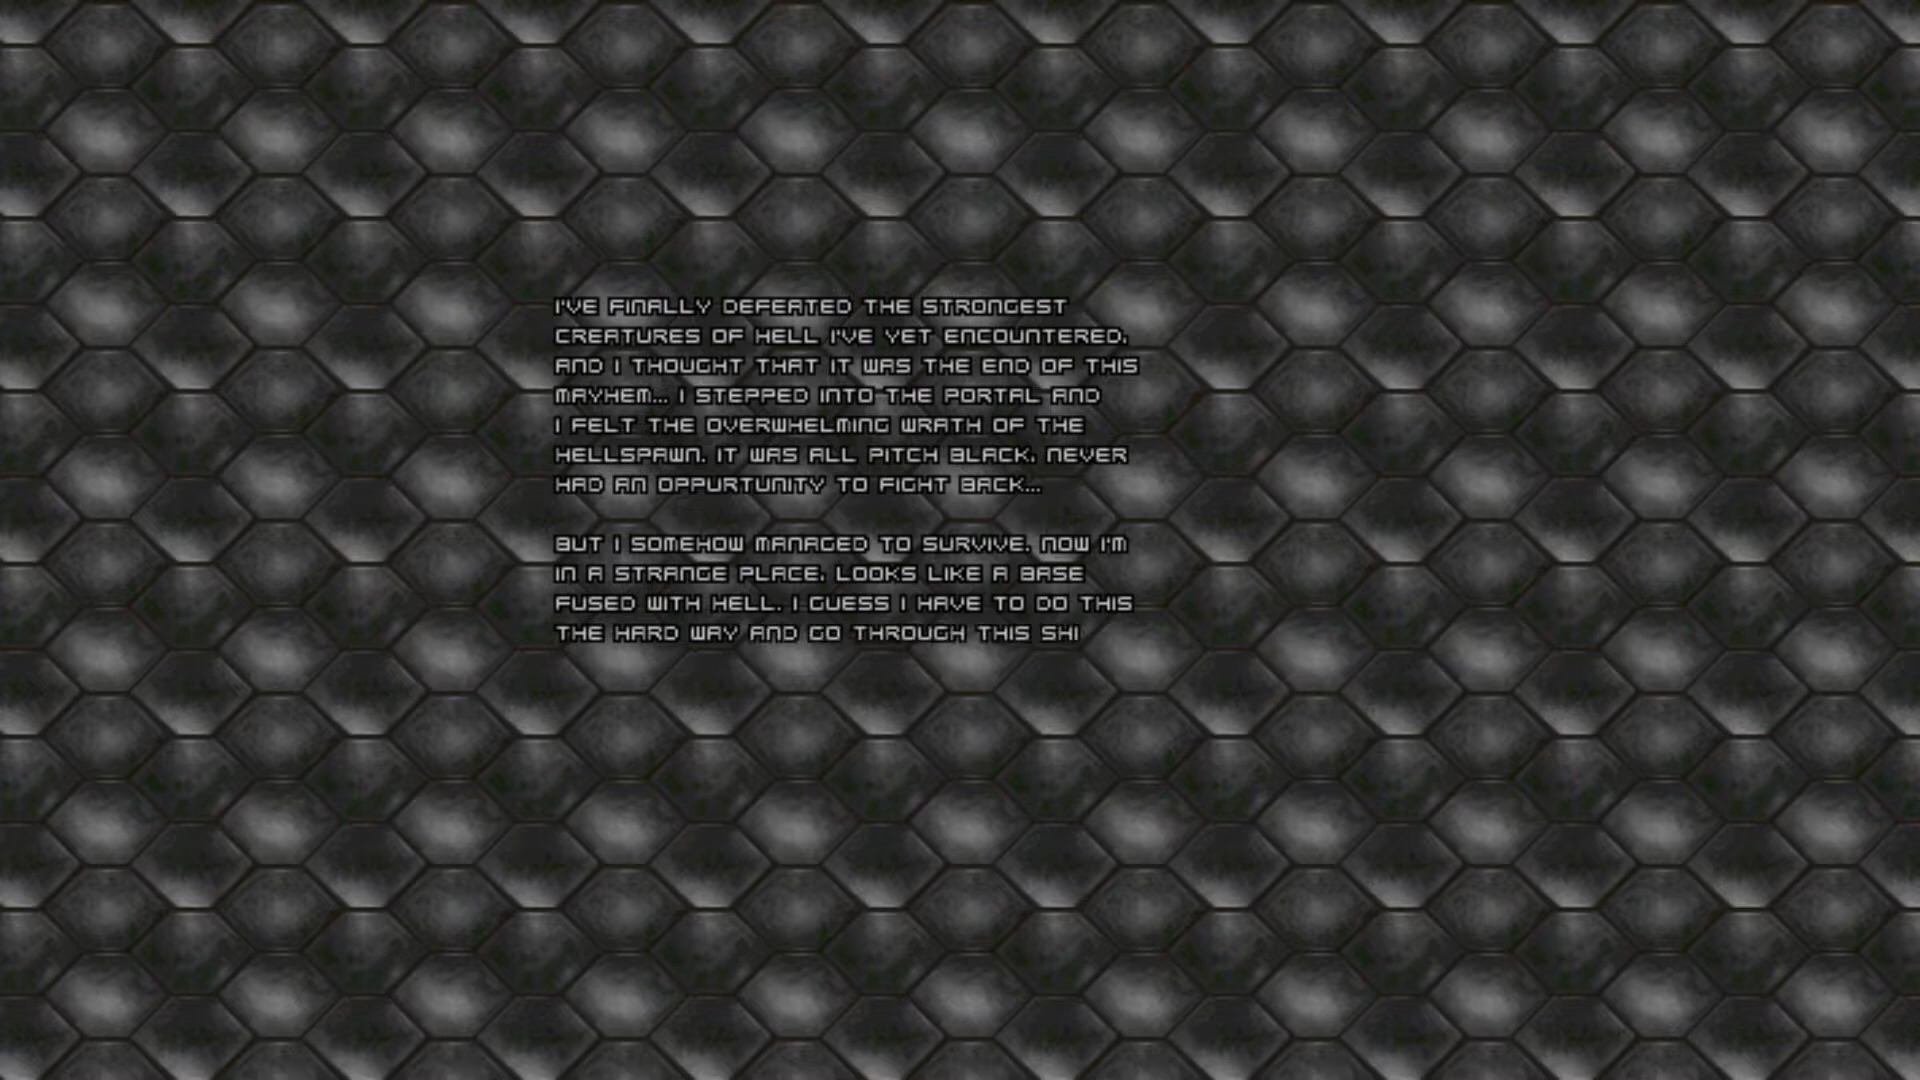 I'VE FINALLY DEFEATED THE STRONGEST
CREATURES OF HELL I'VE YET ENCOUNTERED.
AND I THOUGHT THAT IT WAS THE END OF THIS
MAYHEM... I STEPPED INTO THE PORTAL AND
I FELT THE OVERWHELMING WRATH OF THE
HELLSPAWN. IT WAS ALL PITCH BLACK. NEVER
HAD AN OPPURTUNITY TO FIGHT BACK...
BUT I SOMEHOW MANAGED TO SURVIVE. NOW I'M
IN A STRANGE PLACE. LOOKS LIKE A BASE
FUSED WITH HELL. I GUESS I HAVE TO DO THIS
THE HARD WAY AND GO THROUGH THIS SHI